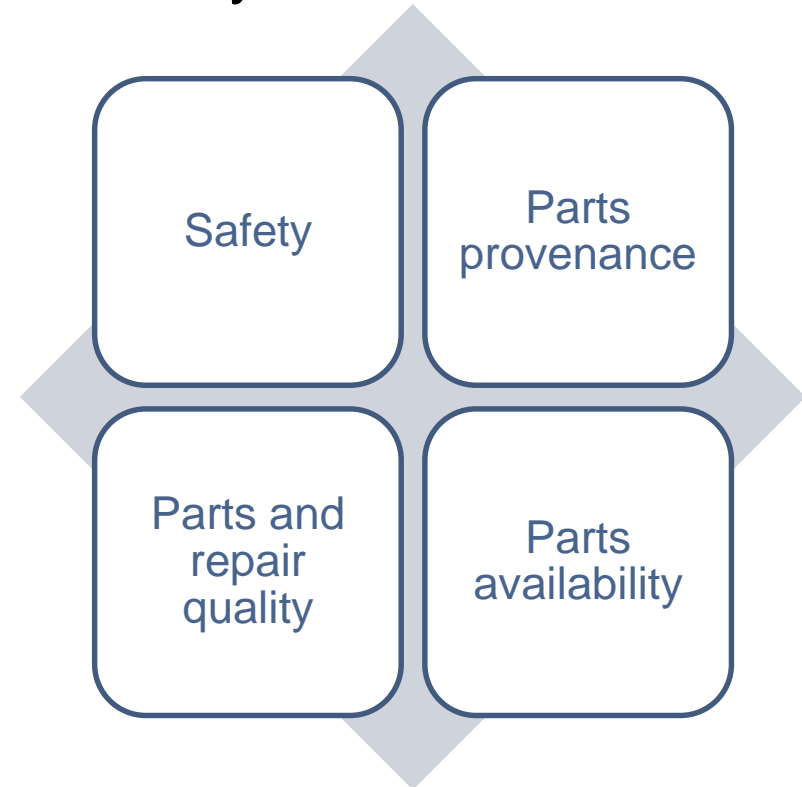 Safety
Parts
provenance
Parts and
repair
quality
Parts
availability